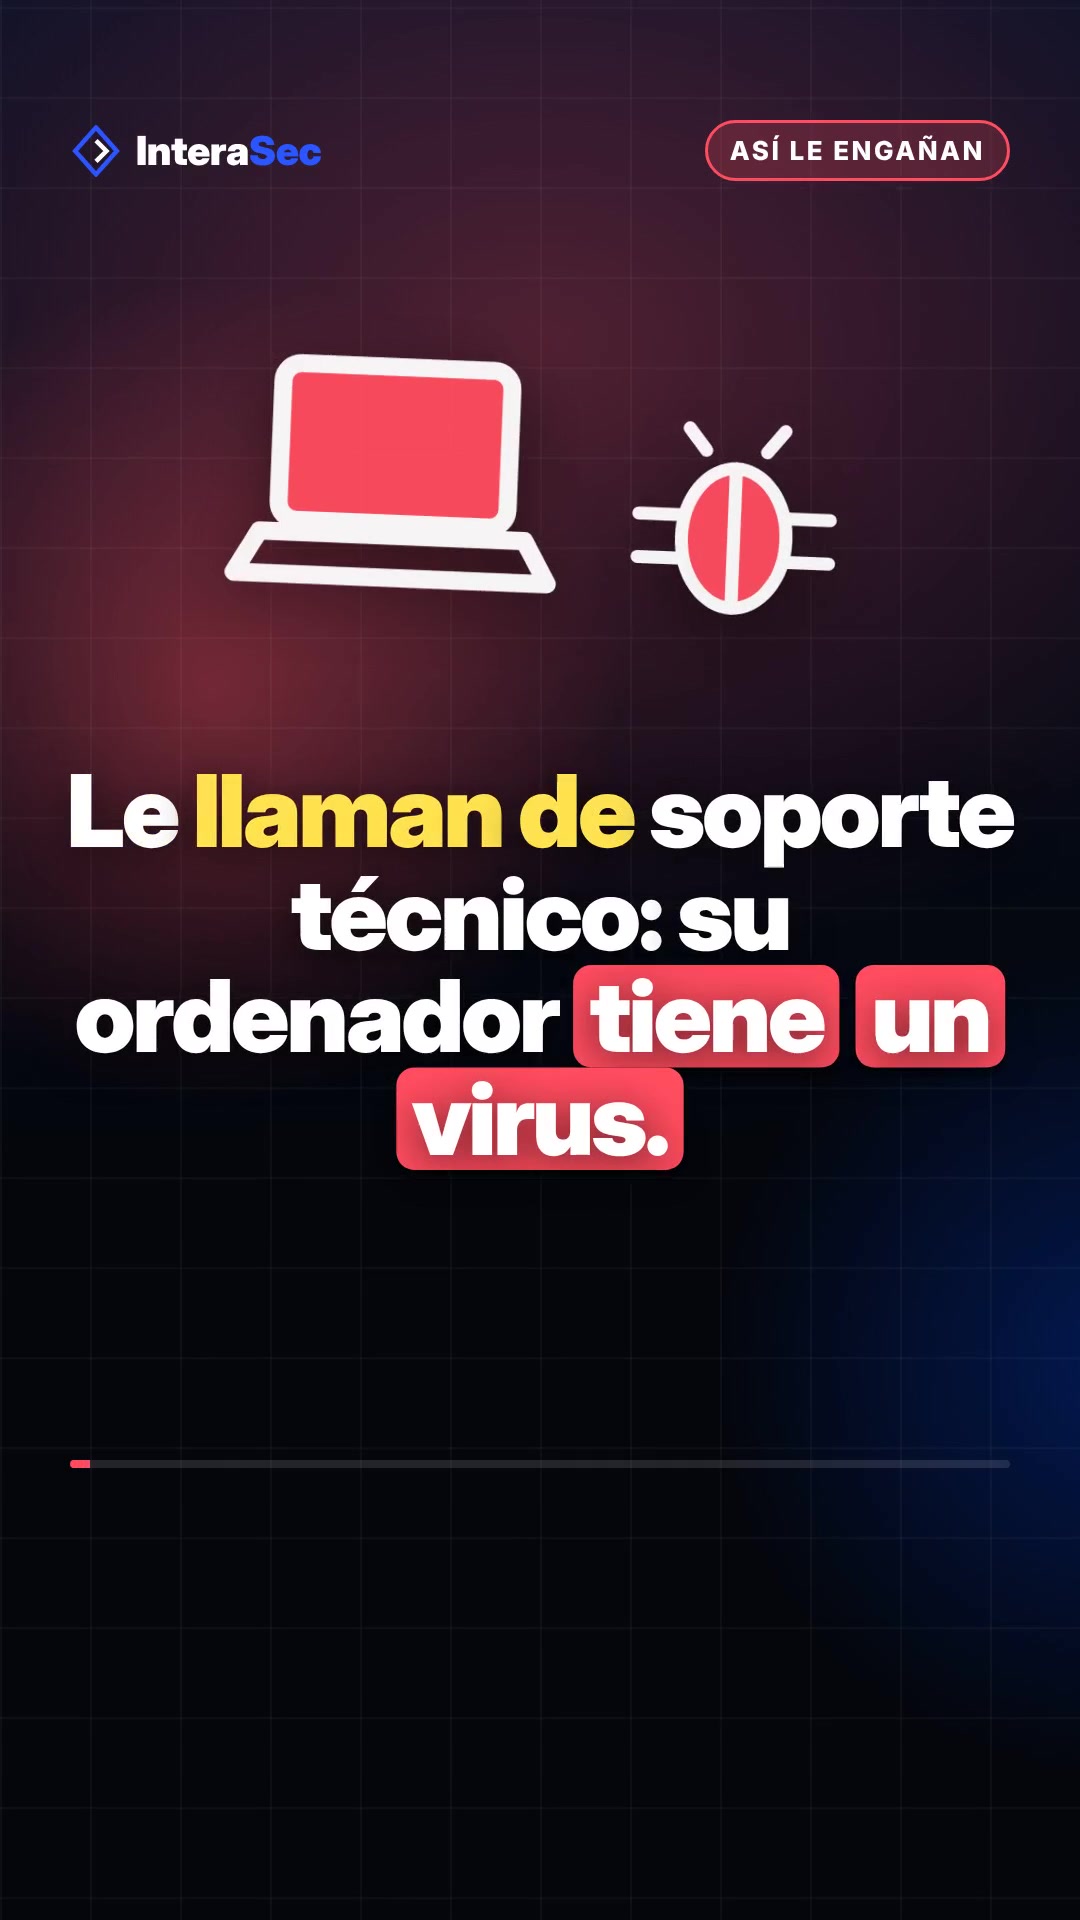 InteraSec
ASÍ LE ENGAÑAN
Le llaman de soporte
técnico: su
ordenador tiene un
virus.